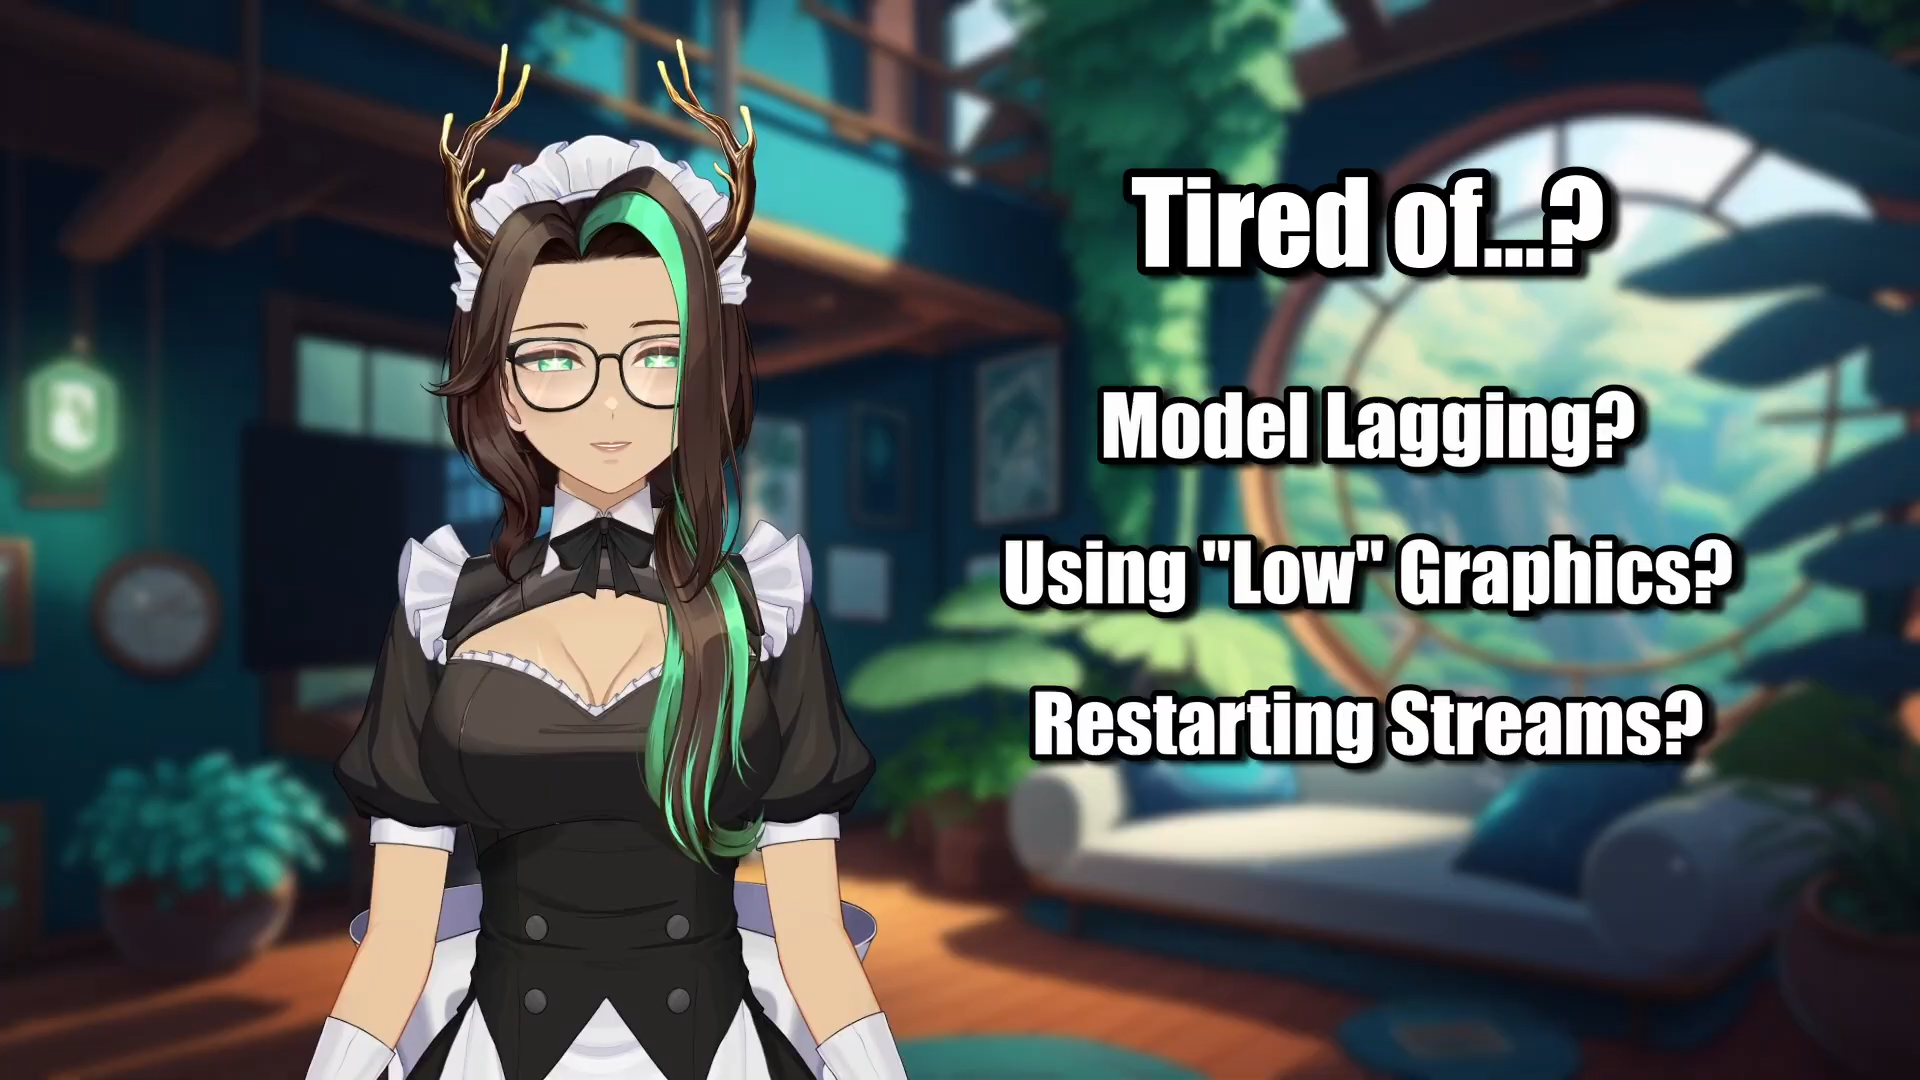 Tired of...?
Model Lagging?
Using "Low" Graphics?
Restarting Streams?